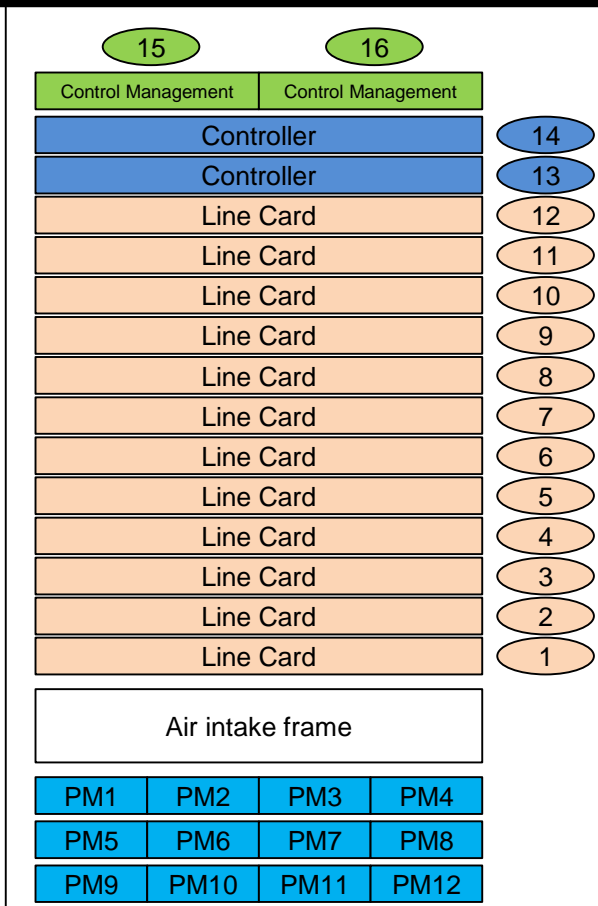 15 16
Control Management Control Management
Controller 14
Controller 13
Line Card 12
Line Card 11
Line Card 10
Line Card 9
Line Card 8
Line Card 7
Line Card 6
Line Card 5
Line Card 4
Line Card 3
Line Card 2
Line Card 1
Air intake frame
PM1 PM2 PM3 PM4
PM5 PM6 PM7 PM8
PM9 PM10 PM11 PM12